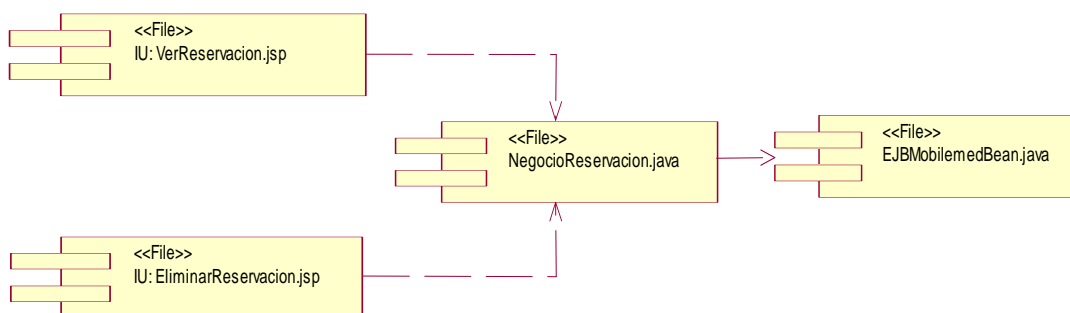 <<File>>
IU: VerReservacion.jsp
<<File>>
NegocioReservacion.java
<<File>>
EJBMobilemedBean.java
<<File>>
IU: EliminarReservacion.jsp